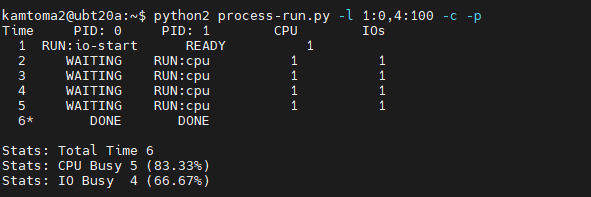 kamtoma2@ubt20a:~$ python2 process-run.py -l 1:0,4:100 -c -p
Time     PID: 0     PID: 1        CPU        IOs
  1  RUN:io-start      READY          1
  2     WAITING    RUN:cpu          1          1
  3     WAITING    RUN:cpu          1          1
  4     WAITING    RUN:cpu          1          1
  5     WAITING    RUN:cpu          1          1
  6*       DONE       DONE

Stats: Total Time 6
Stats: CPU Busy 5 (83.33%)
Stats: IO Busy  4 (66.67%)